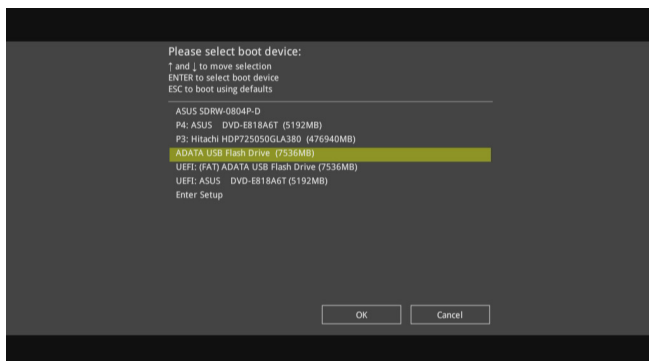 Please select boot device:
↑ and ↓ to move selection
ENTER to select boot device
ESC to boot using defaults
ASUS SDRW-0804P-D
P4: ASUS DVD-E818A6T (5192MB)
P3: Hitachi HDP725050GLA380 (476940MB)
ADATA USB Flash Drive (7536MB)
UEFI: (FAT) ADATA USB Flash Drive (7536MB)
UEFI: ASUS DVD-E818A6T (5192MB)
Enter Setup
OK Cancel